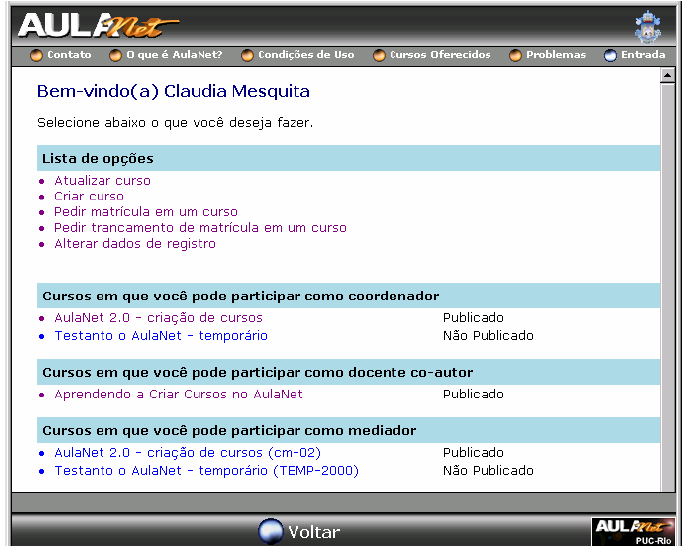 AULANet
Contato O que é AulaNet? Condições de Uso Cursos Oferecidos Problemas Entrada
Bem-vindo(a) Claudia Mesquita
Selecione abaixo o que você deseja fazer.
Lista de opções
• Atualizar curso
• Criar curso
• Pedir matrícula em um curso
• Pedir trancamento de matrícula em um curso
• Alterar dados de registro
Cursos em que você pode participar como coordenador
• AulaNet 2.0 - criação de cursos Publicado
• Testanto o AulaNet - temporário Não Publicado
Cursos em que você pode participar como docente co-autor
• Aprendendo a Criar Cursos no AulaNet Publicado
Cursos em que você pode participar como mediador
• AulaNet 2.0 - criação de cursos (cm-02) Publicado
• Testanto o AulaNet - temporário (TEMP-2000) Não Publicado
Voltar
AULANet
PUC-Rio